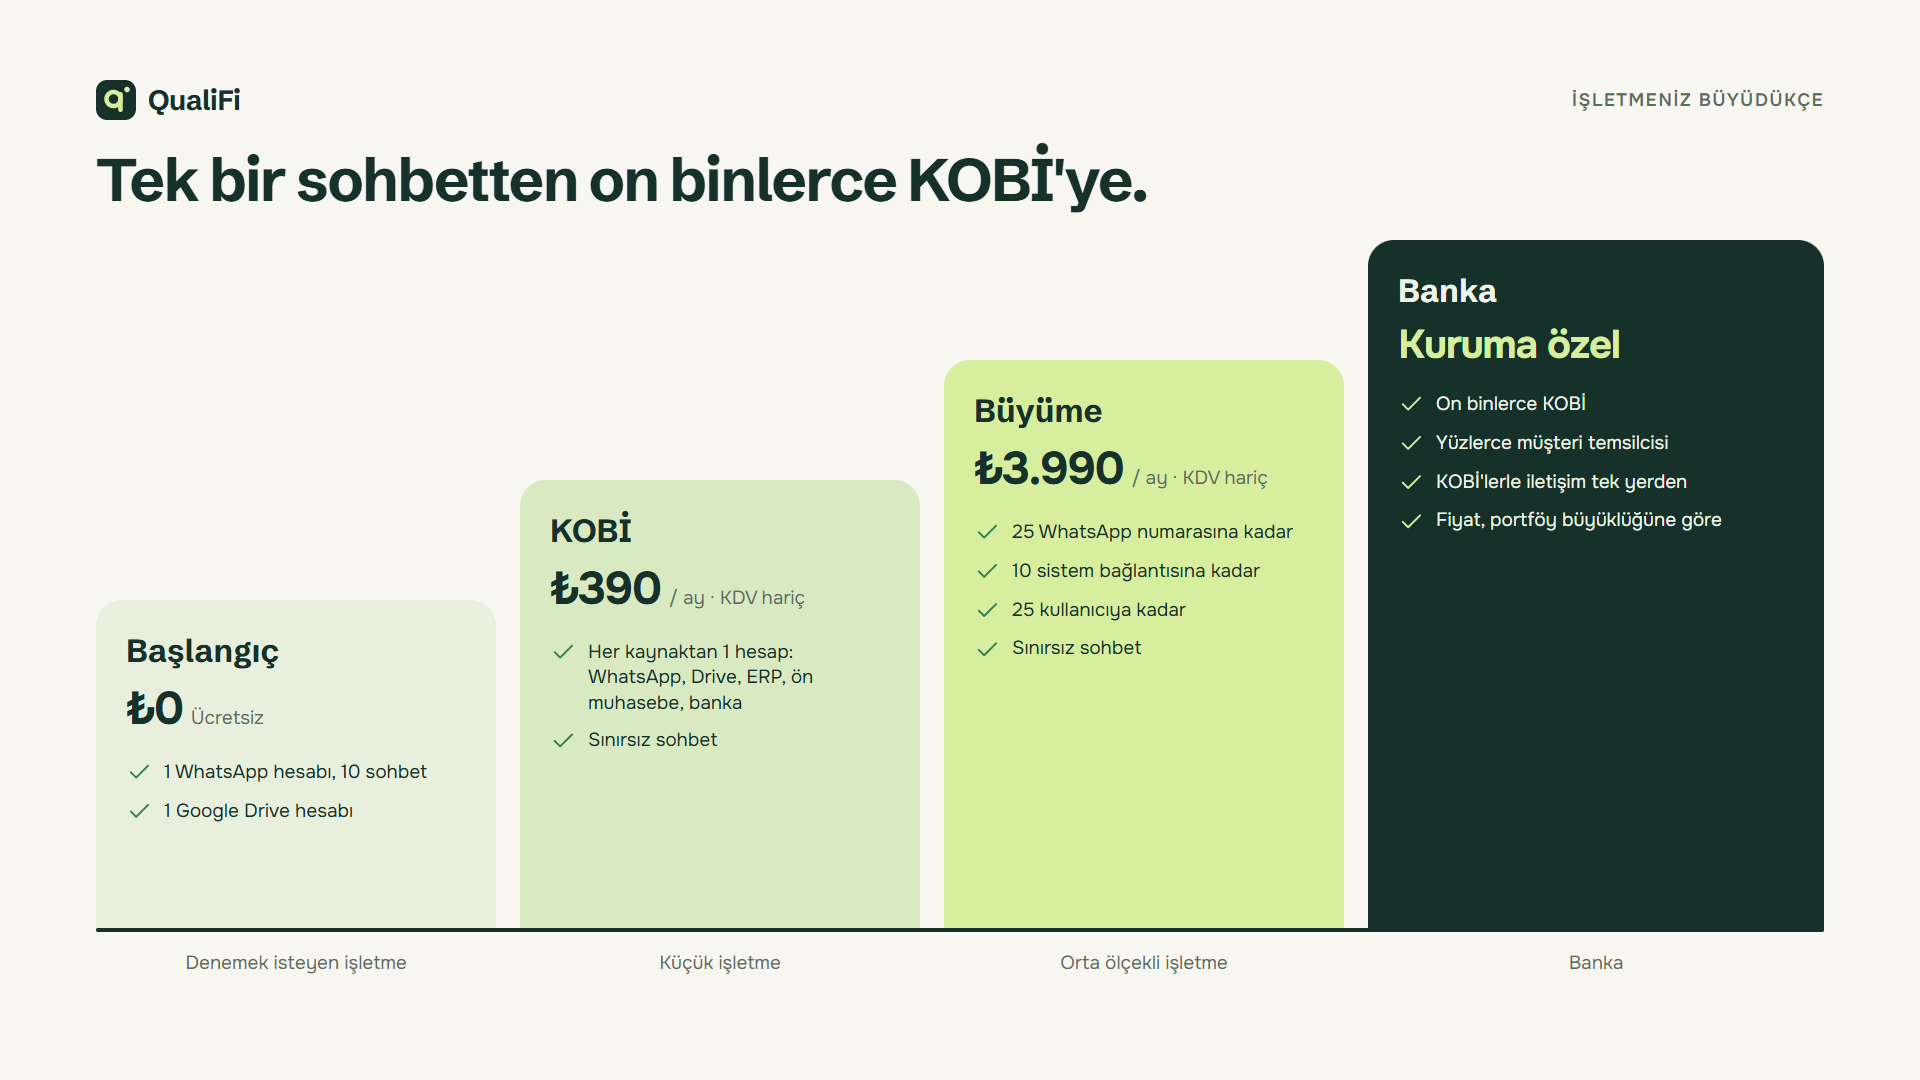 QualiFi
İŞLETMENİZ BÜYÜDÜKÇE
Tek bir sohbetten on binlerce KOBİ'ye.
Başlangıç
₺0 Ücretsiz
1 WhatsApp hesabı, 10 sohbet
1 Google Drive hesabı
Denemek isteyen işletme
KOBİ
₺390 / ay · KDV hariç
Her kaynaktan 1 hesap:
WhatsApp, Drive, ERP, ön
muhasebe, banka
Sınırsız sohbet
Küçük işletme
Büyüme
₺3.990 / ay · KDV hariç
25 WhatsApp numarasına kadar
10 sistem bağlantısına kadar
25 kullanıcıya kadar
Sınırsız sohbet
Orta ölçekli işletme
Banka
Kuruma özel
On binlerce KOBİ
Yüzlerce müşteri temsilcisi
KOBİ'lerle iletişim tek yerden
Fiyat, portföy büyüklüğüne göre
Banka